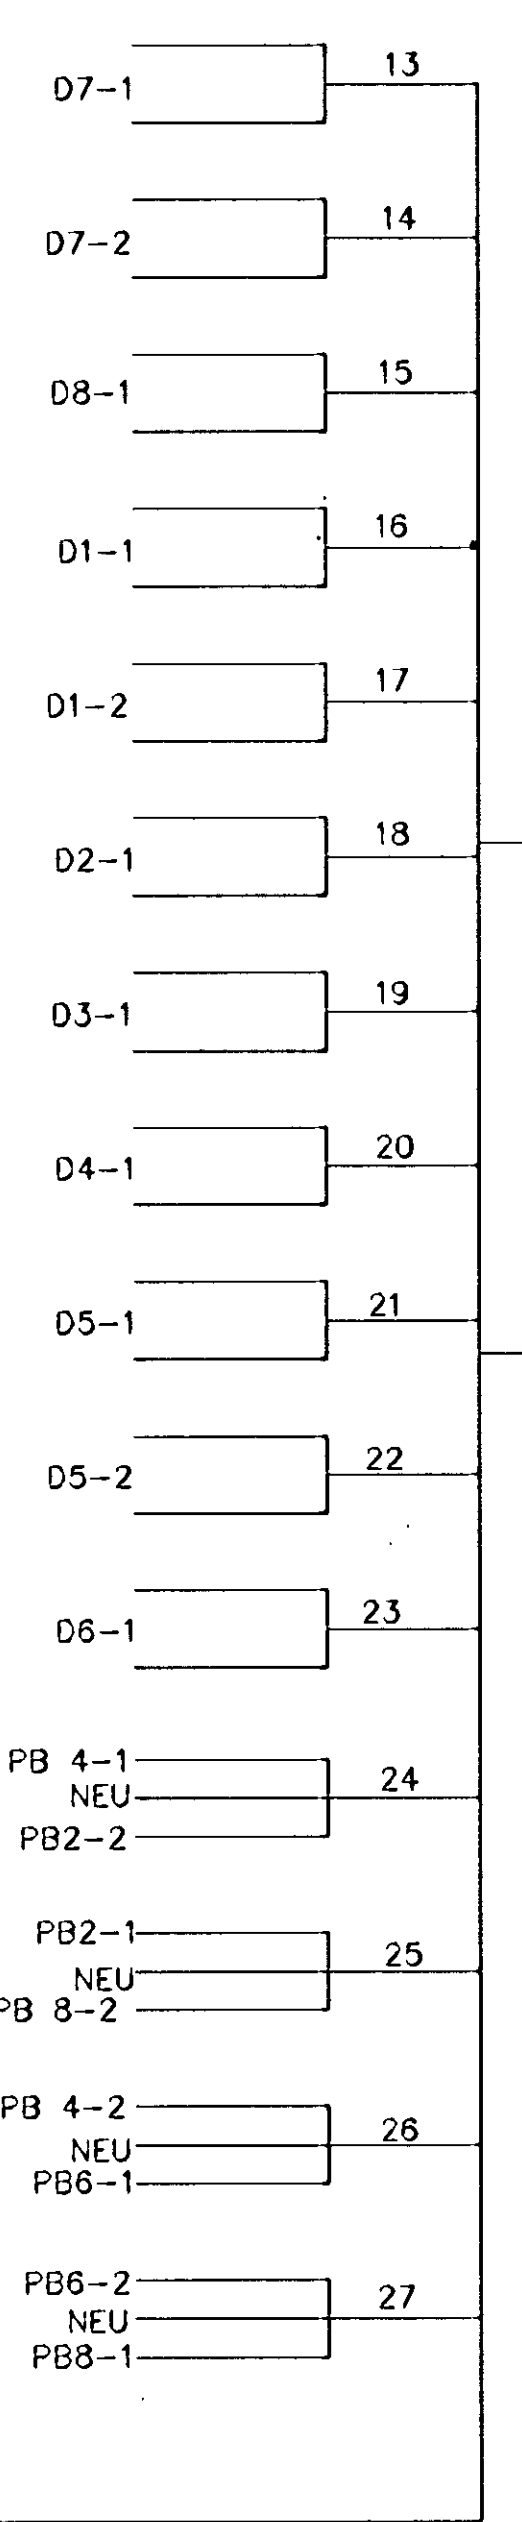 13
D7-1
14
D7-2
15
D8-1
16
D1-1
17
D1-2
18
D2-1
19
D3-1
20
D4-1
21
D5-1
22
D5-2
23
D6-1
PB 4-1
24
NEU
PB2-2
PB2-1
25
NEU
PB 8-2
PB 4-2
26
NEU
PB6-1
PB6-2
27
NEU
PB8-1